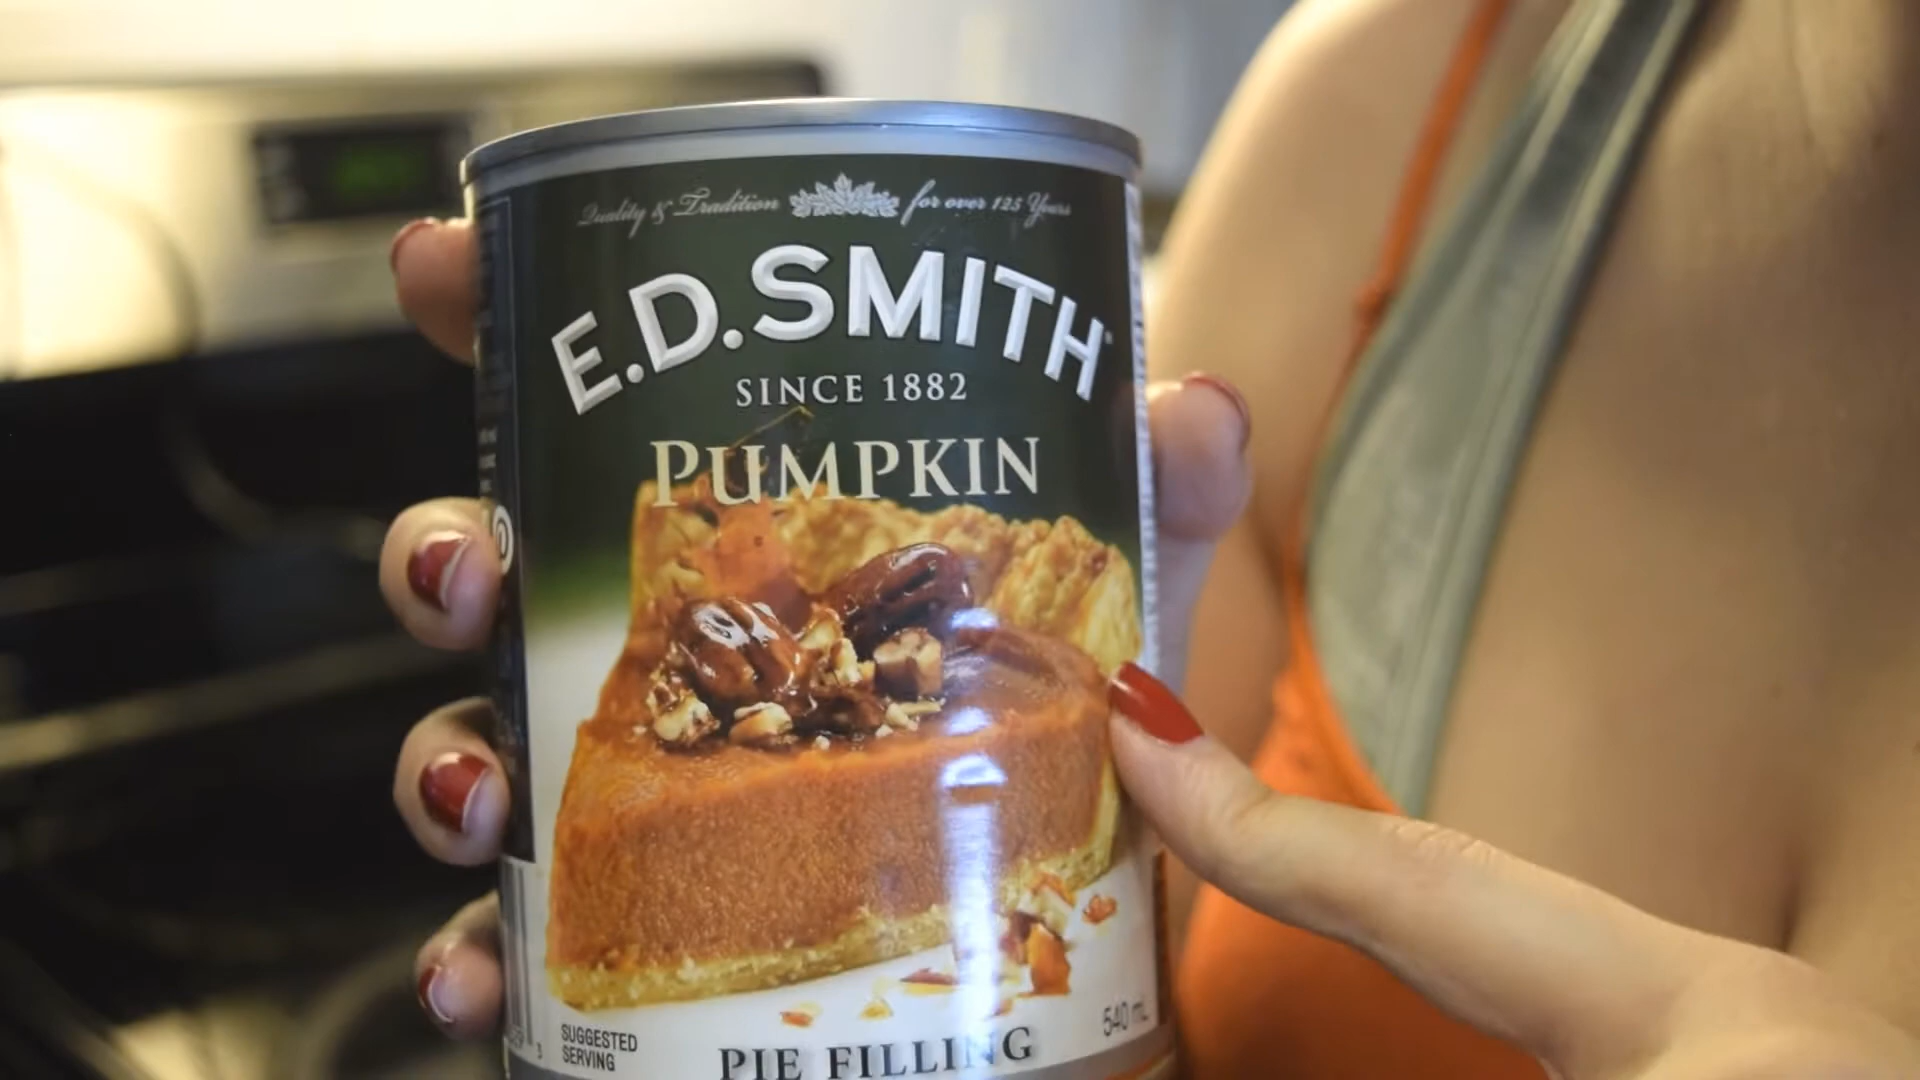 Quality & Tradition for over 125 Years
E.D.SMITH
SINCE 1882
PUMPKIN
SUGGESTED
SERVING
540 mL
PIE FILLING